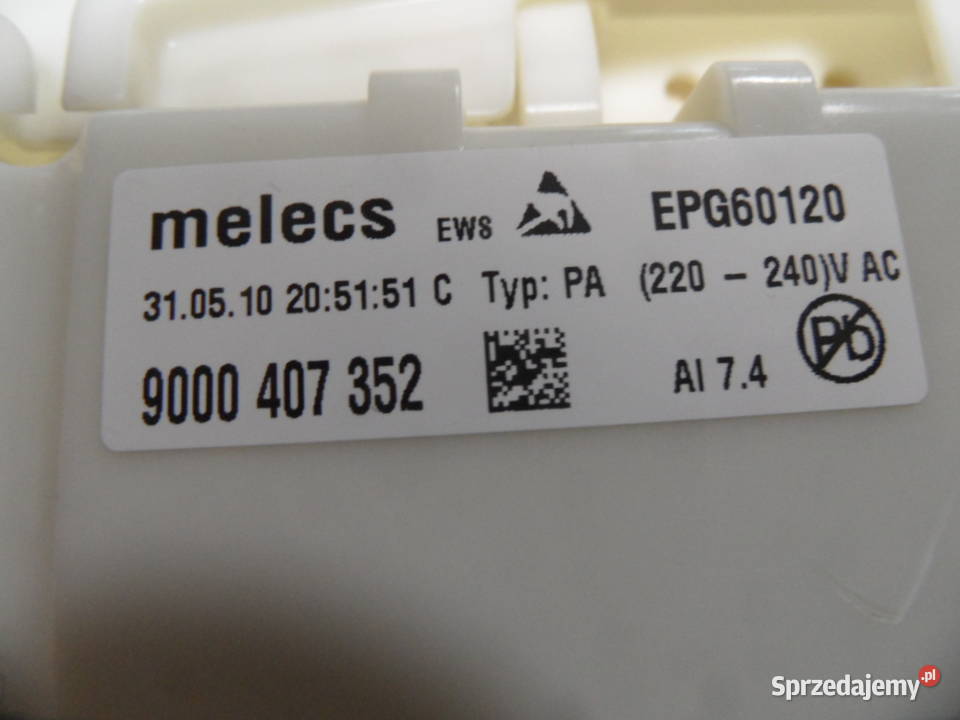 melecs EWS EPG60120
31.05.10 20:51:51 C Typ: PA (220 - 240)V AC
9000 407 352 AI 7.4 Pb
Sprzedajemy.pl